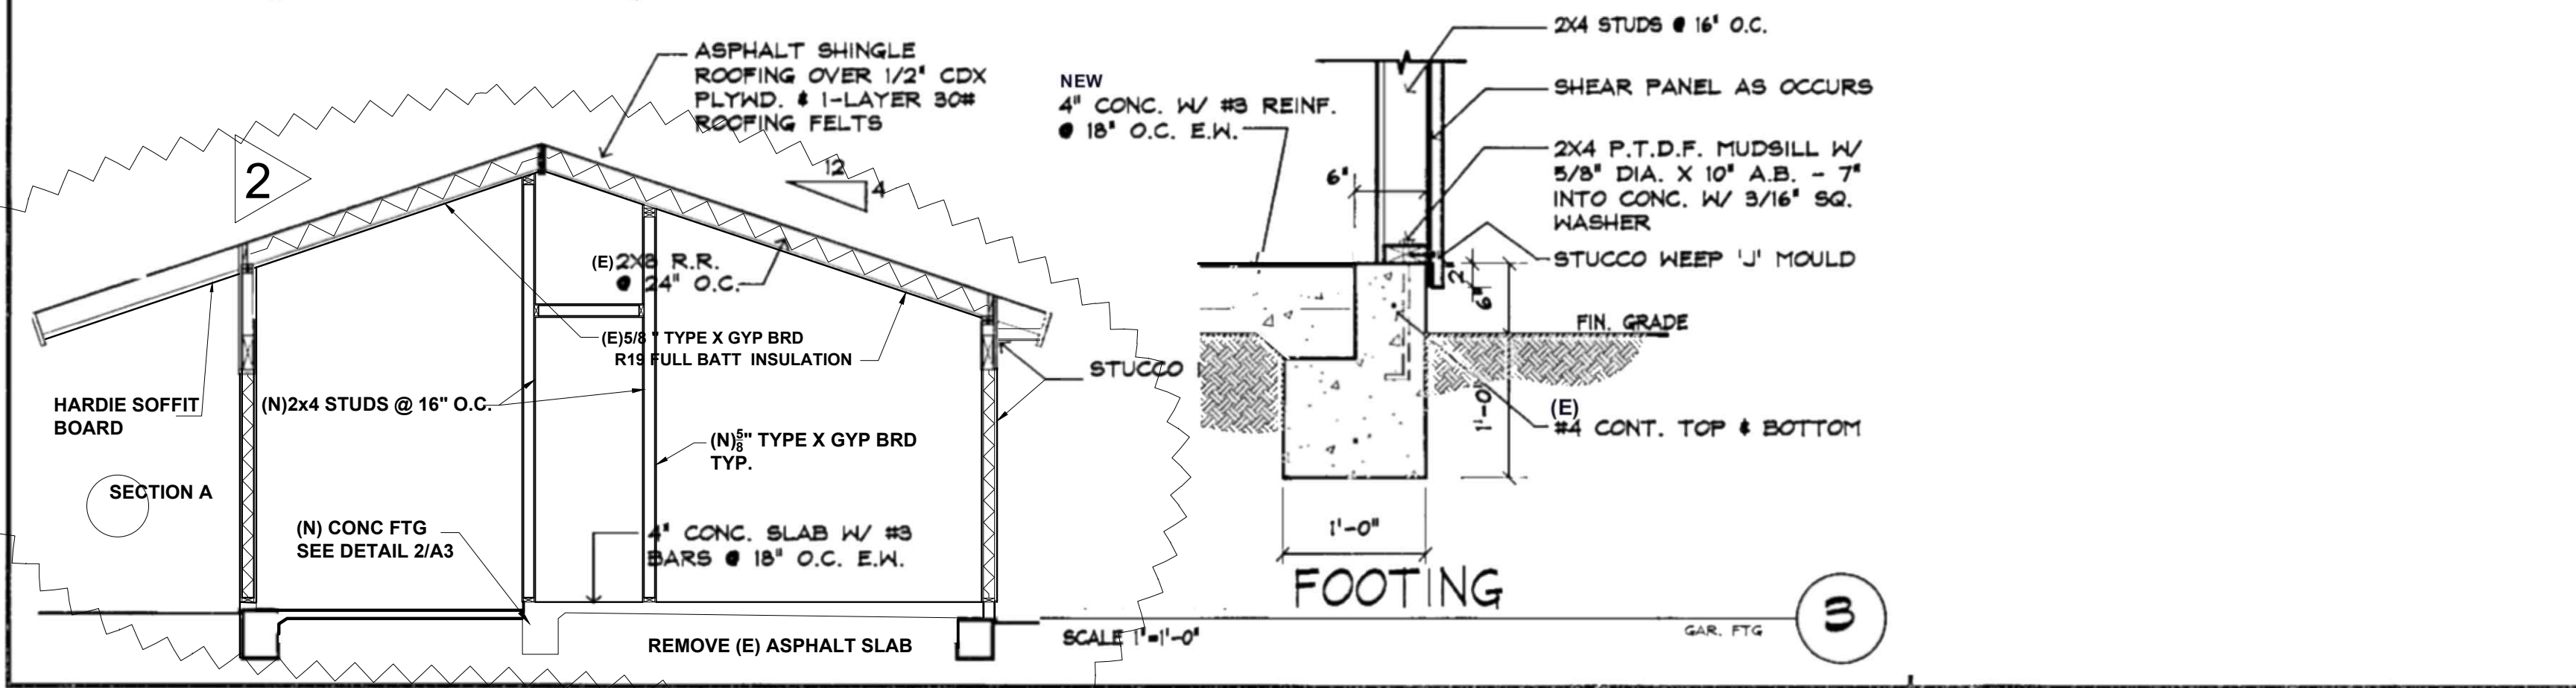 ASPHALT SHINGLE
ROOFING OVER 1/2" CDX
PLYWD. & 1-LAYER 30#
ROOFING FELTS
2
12
4
(E) 2X8 R.R.
@ 24" O.C.
(E)5/8 " TYPE X GYP BRD
R19 FULL BATT INSULATION
STUCCO
HARDIE SOFFIT
BOARD
(N)2x4 STUDS @ 16" O.C.
(N)5/8" TYPE X GYP BRD
TYP.
SECTION A
(N) CONC FTG
SEE DETAIL 2/A3
4" CONC. SLAB W/ #3
BARS @ 18" O.C. E.W.
REMOVE (E) ASPHALT SLAB
NEW
4" CONC. W/ #3 REINF.
@ 18" O.C. E.W.
2X4 STUDS @ 16" O.C.
SHEAR PANEL AS OCCURS
2X4 P.T.D.F. MUDSILL W/
5/8" DIA. X 10" A.B. - 7"
INTO CONC. W/ 3/16" SQ.
WASHER
STUCCO WEEP 'J' MOULD
6"
2"
6"
FIN. GRADE
1'-0"
(E)
#4 CONT. TOP & BOTTOM
1'-0"
FOOTING
SCALE 1"=1'-0"
GAR. FTG
3